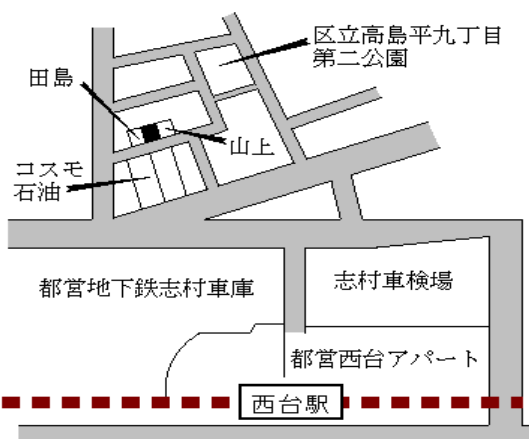 区立高島平九丁目
第二公園
田島
山上
コスモ
石油
都営地下鉄志村車庫
志村車検場
都営西台アパート
西台駅